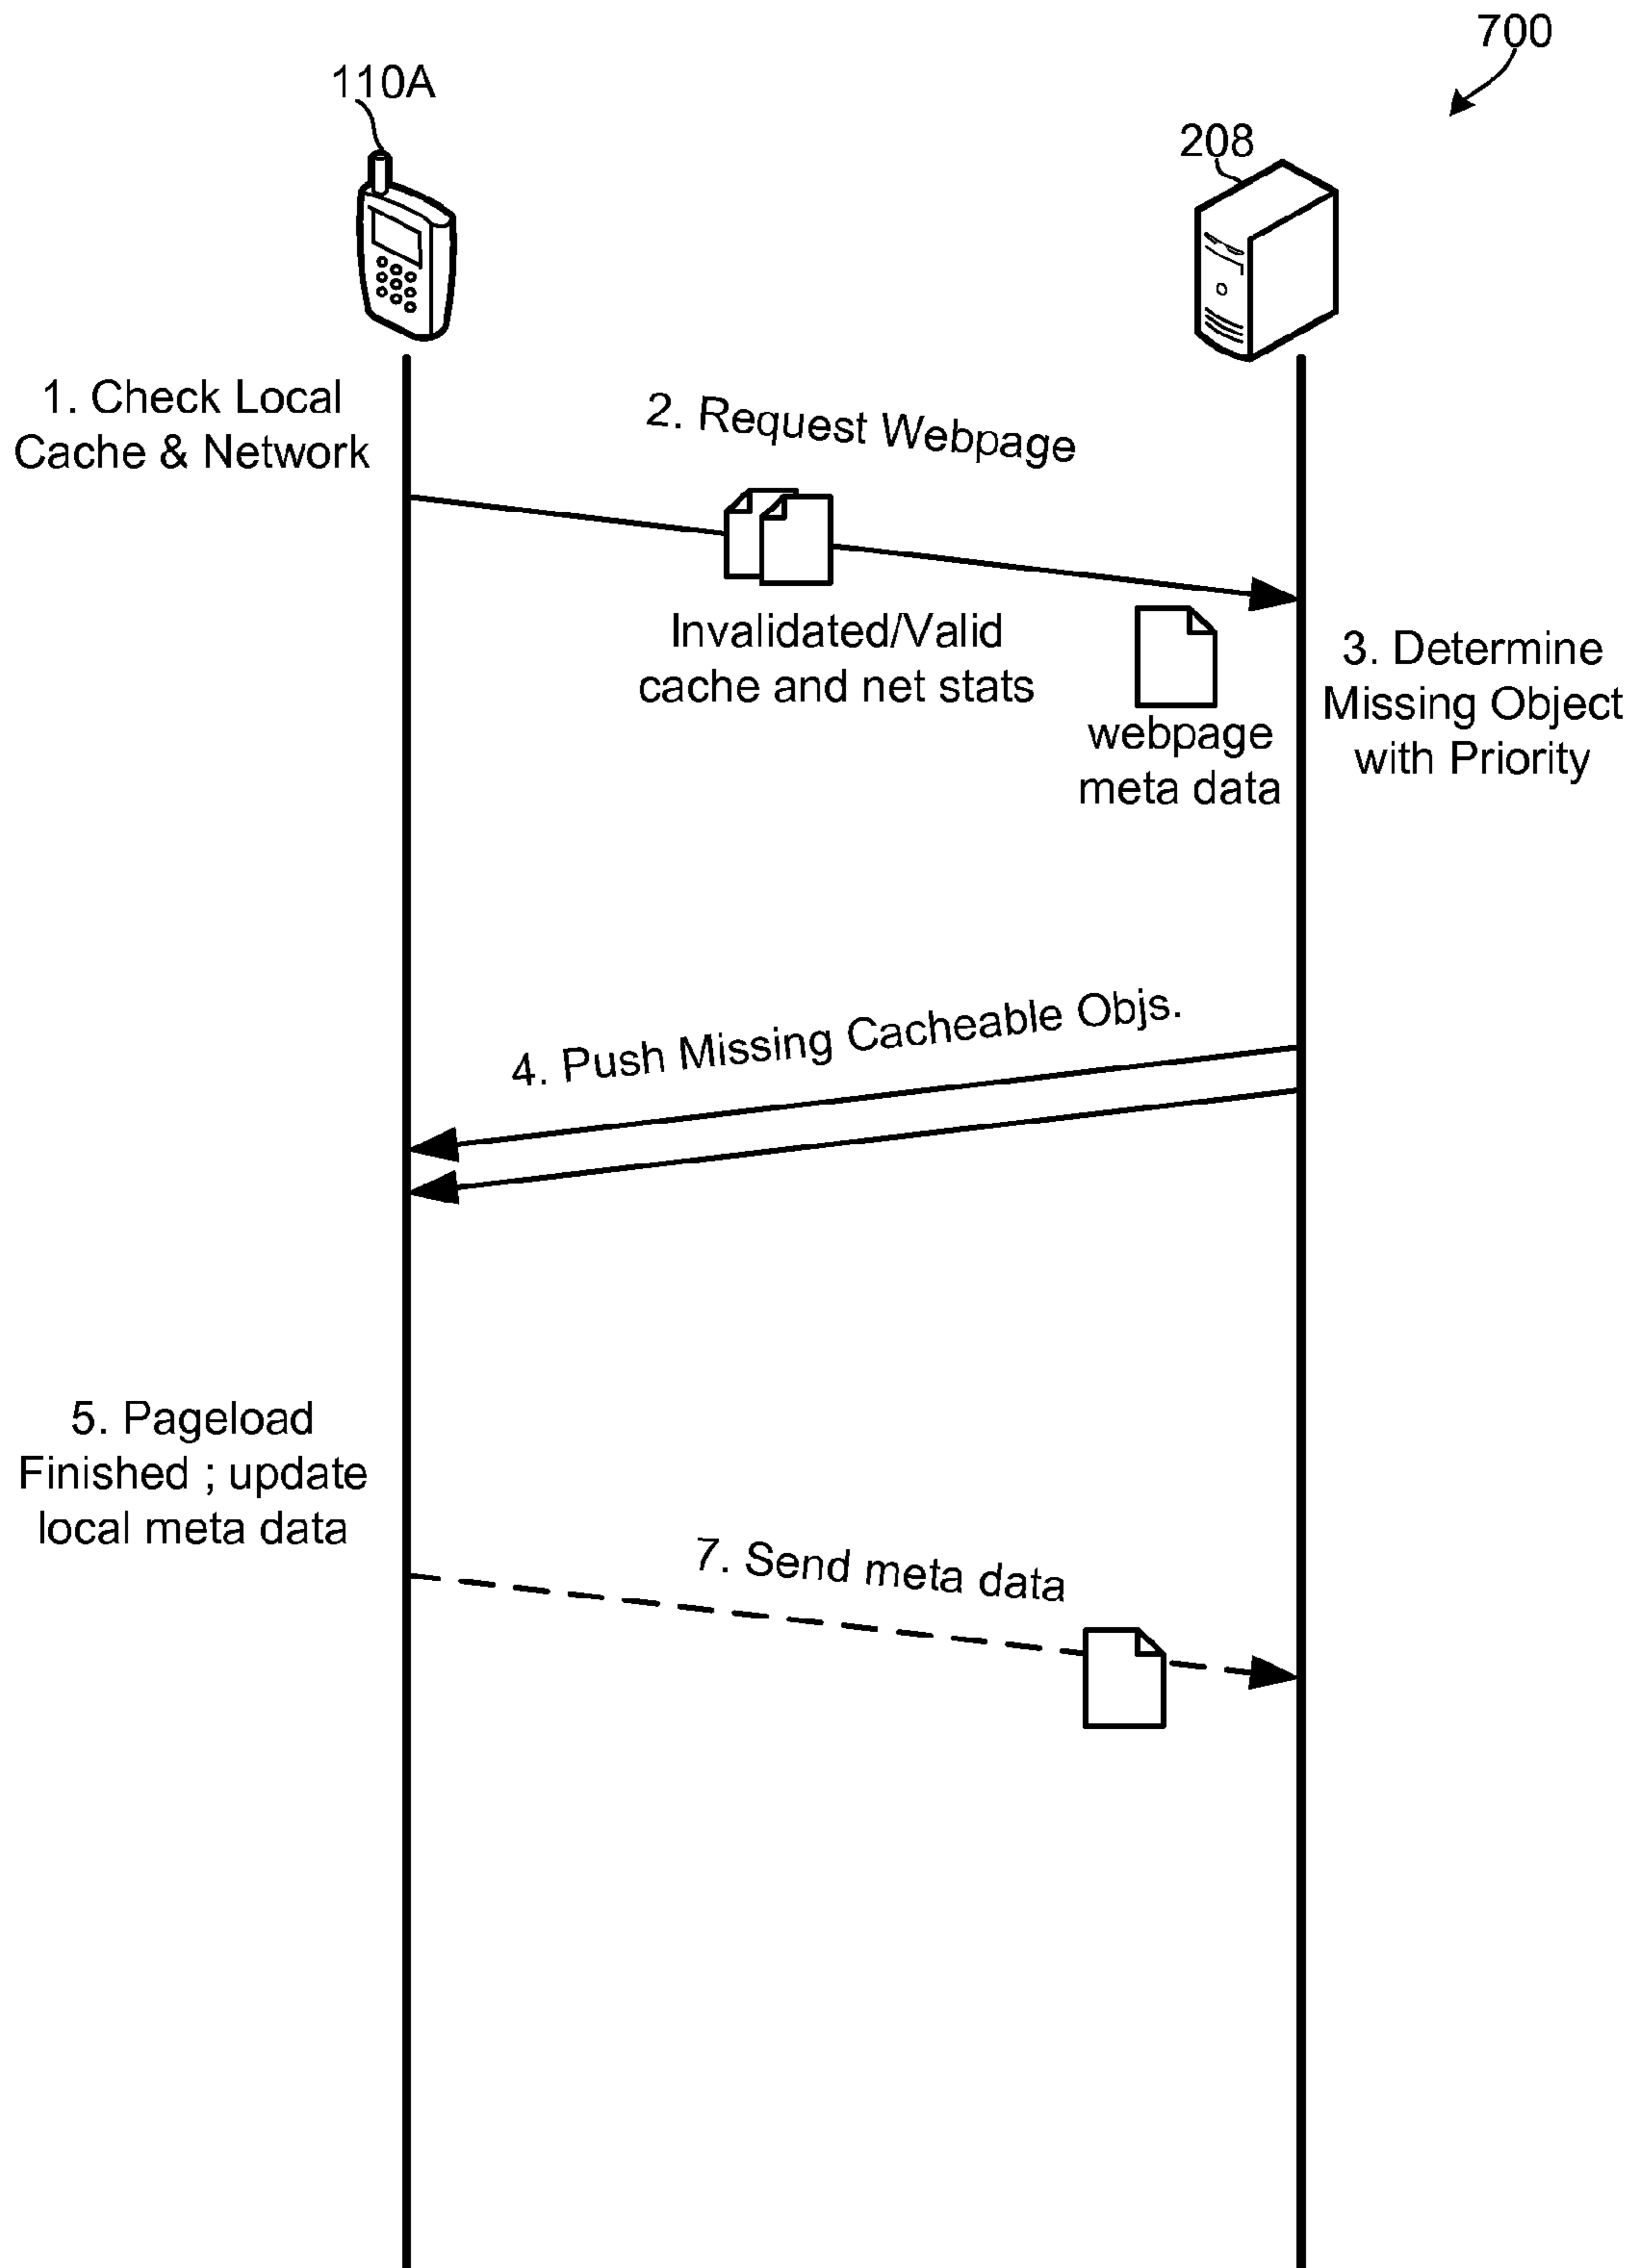 700
110A
208
1. Check Local
Cache & Network
2. Request Webpage
Invalidated/Valid
cache and net stats
webpage
meta data
3. Determine
Missing Object
with Priority
4. Push Missing Cacheable Objs.
5. Pageload
Finished ; update
local meta data
7. Send meta data